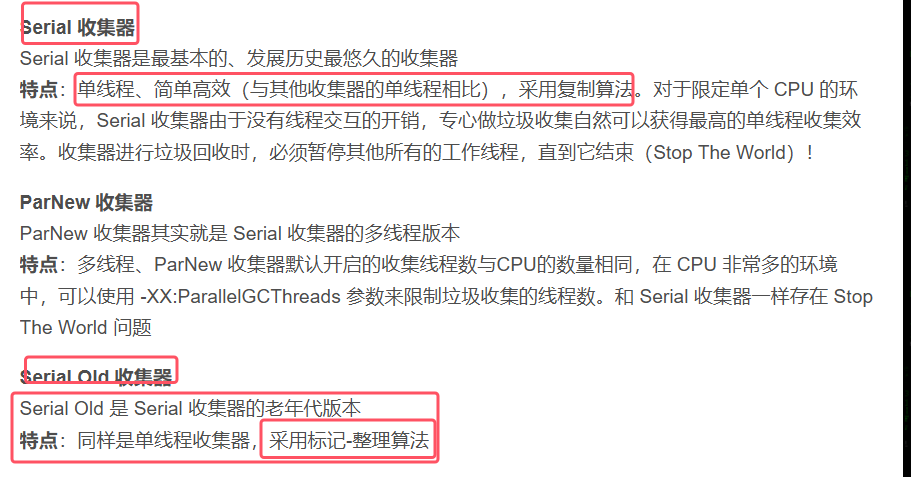 Serial 收集器
Serial 收集器是最基本的、发展历史最悠久的收集器
特点：单线程、简单高效（与其他收集器的单线程相比），采用复制算法。对于限定单个 CPU 的环
境来说，Serial 收集器由于没有线程交互的开销，专心做垃圾收集自然可以获得最高的单线程收集效
率。收集器进行垃圾回收时，必须暂停其他所有的工作线程，直到它结束（Stop The World）！
ParNew 收集器
ParNew 收集器其实就是 Serial 收集器的多线程版本
特点：多线程、ParNew 收集器默认开启的收集线程数与CPU的数量相同，在 CPU 非常多的环境
中，可以使用 -XX:ParallelGCThreads 参数来限制垃圾收集的线程数。和 Serial 收集器一样存在 Stop
The World 问题
Serial Old 收集器
Serial Old 是 Serial 收集器的老年代版本
特点：同样是单线程收集器，采用标记-整理算法